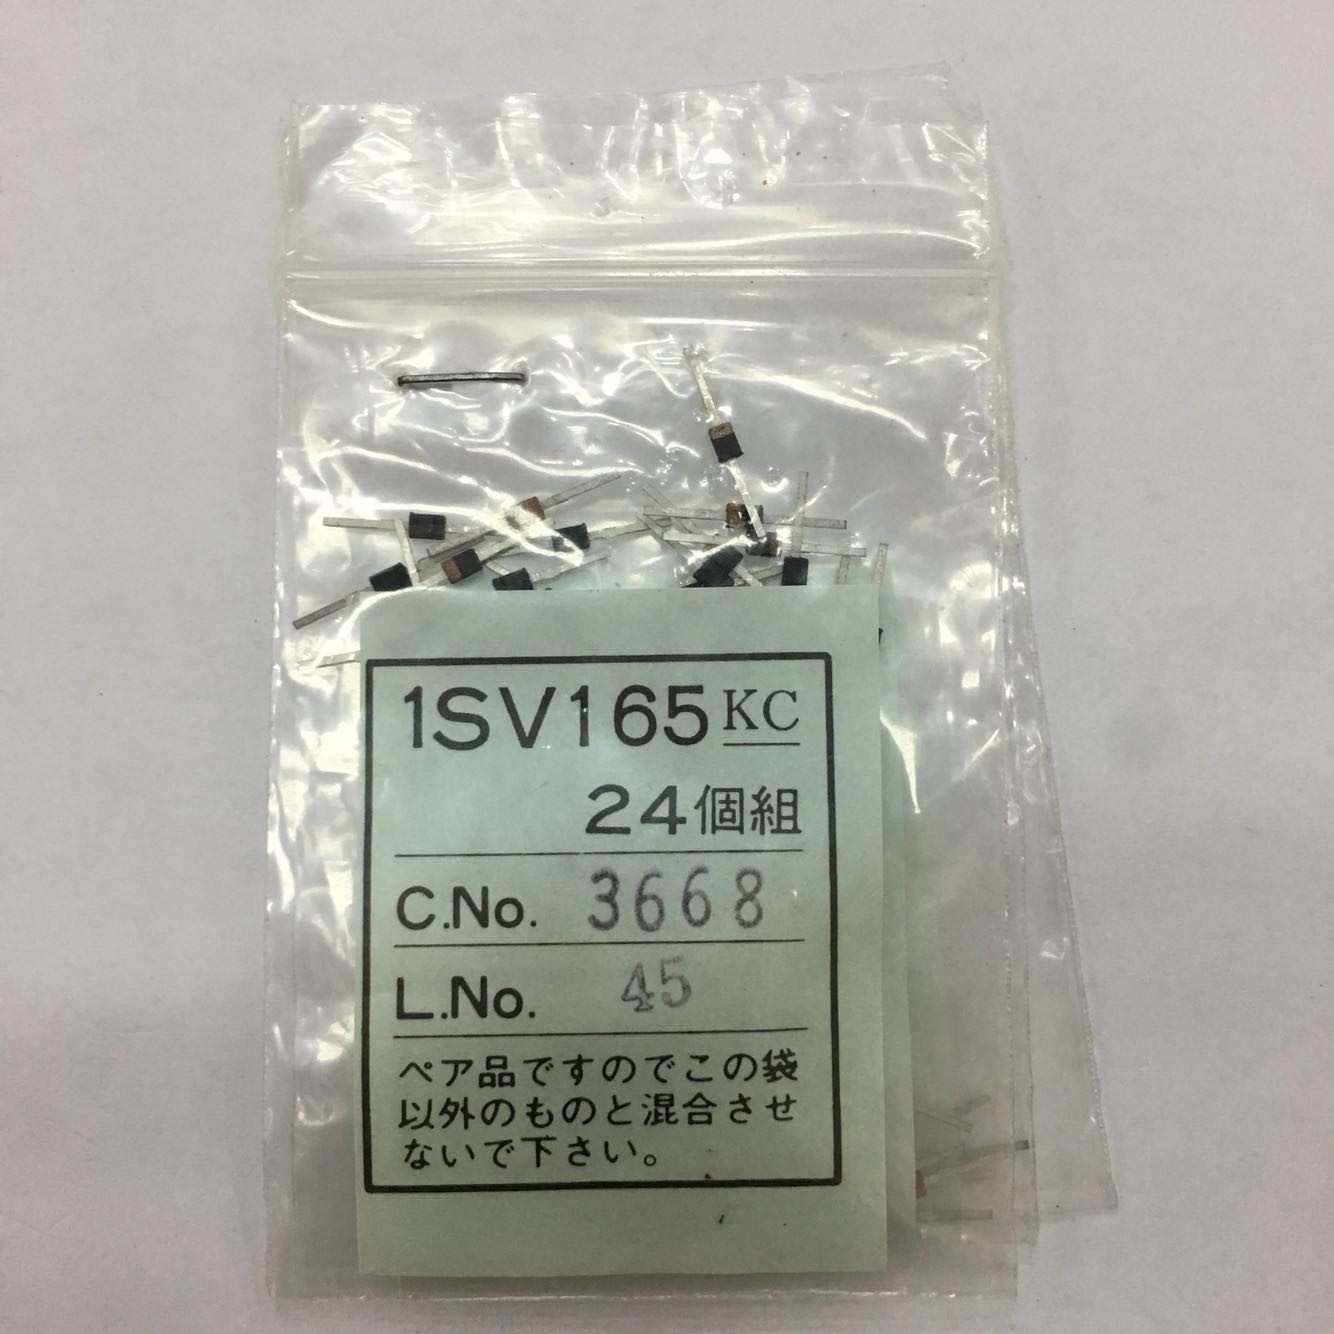 1SV165 KC
24個組
C.No. 3668
L.No. 45
ペア品ですのでこの袋
以外のものと混合させ
ないで下さい。